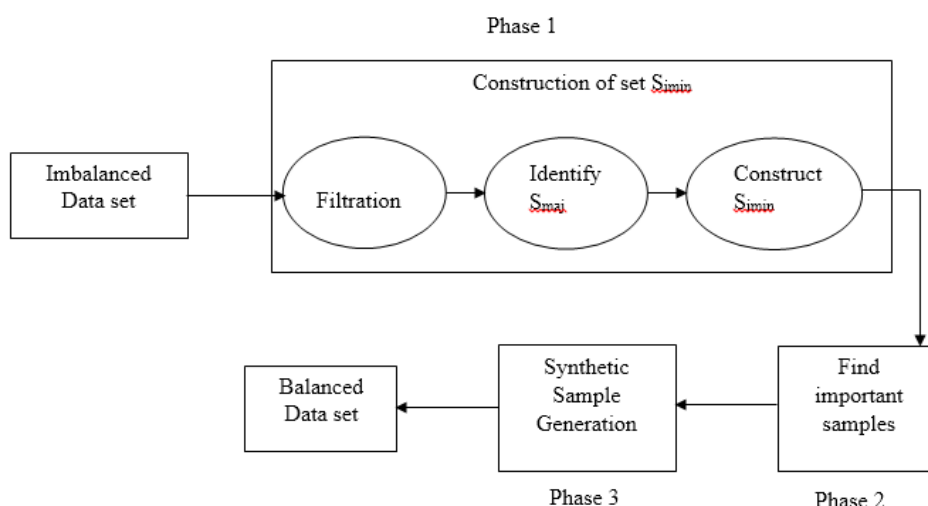 Phase 1
Construction of set Simin
Imbalanced
Data set
Filtration
Identify
Smaj
Construct
Simin
Find
important
samples
Synthetic
Sample
Generation
Balanced
Data set
Phase 3
Phase 2